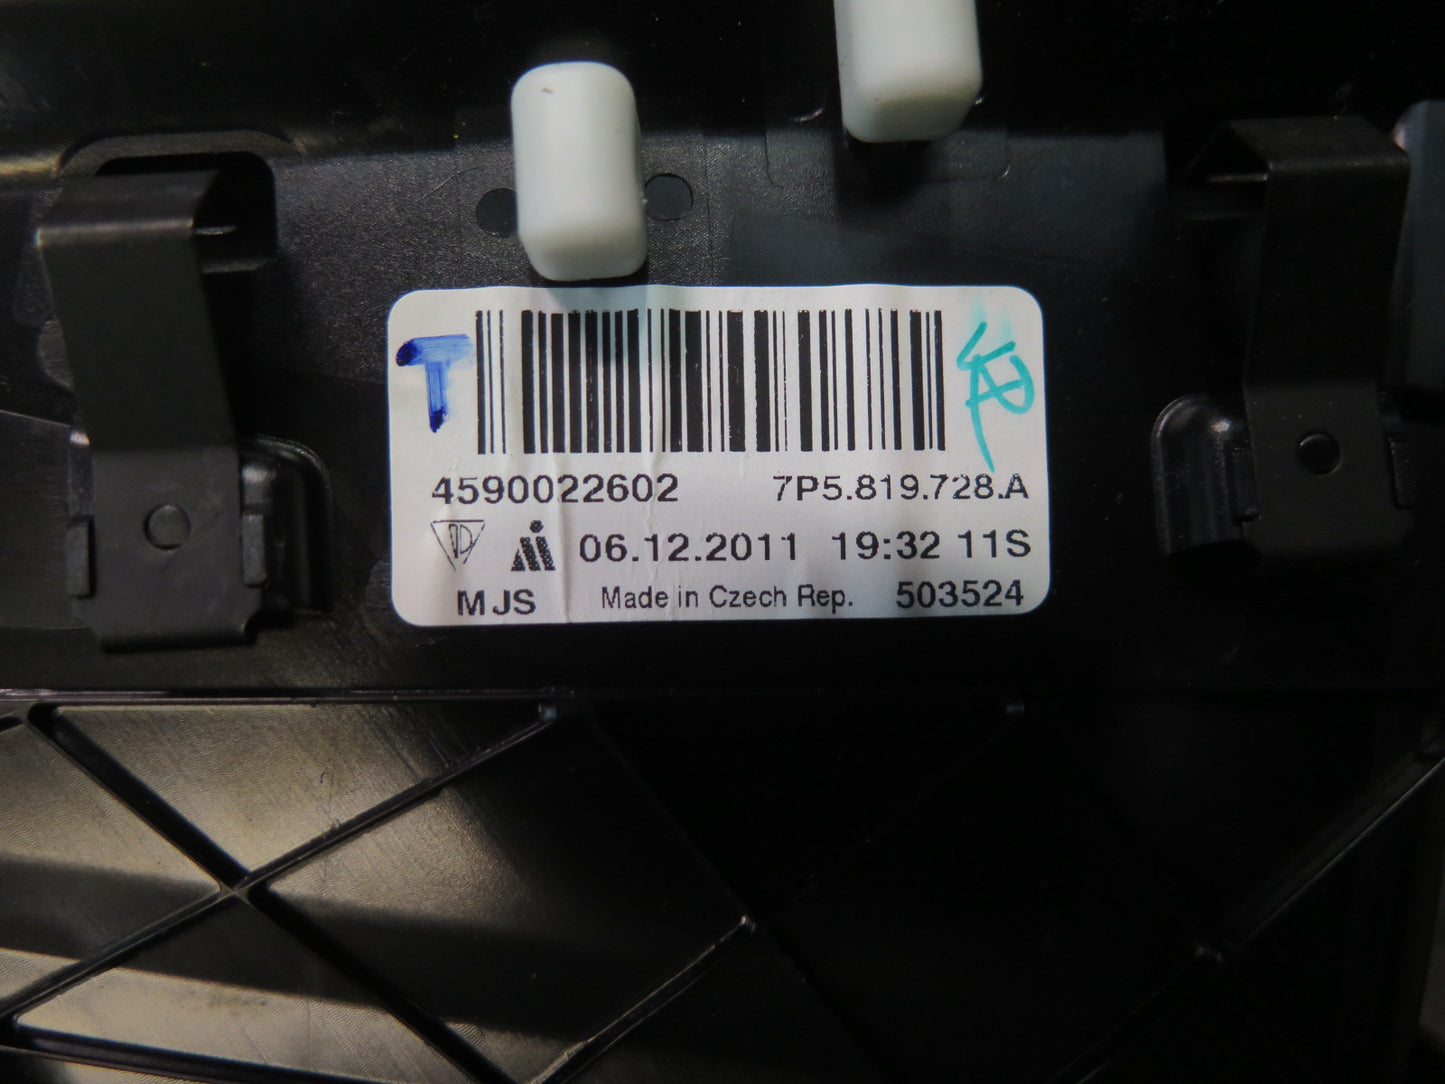 T
4590022602 7P5.819.728.A
06.12.2011 19:32 11S
MJS Made in Czech Rep. 503524